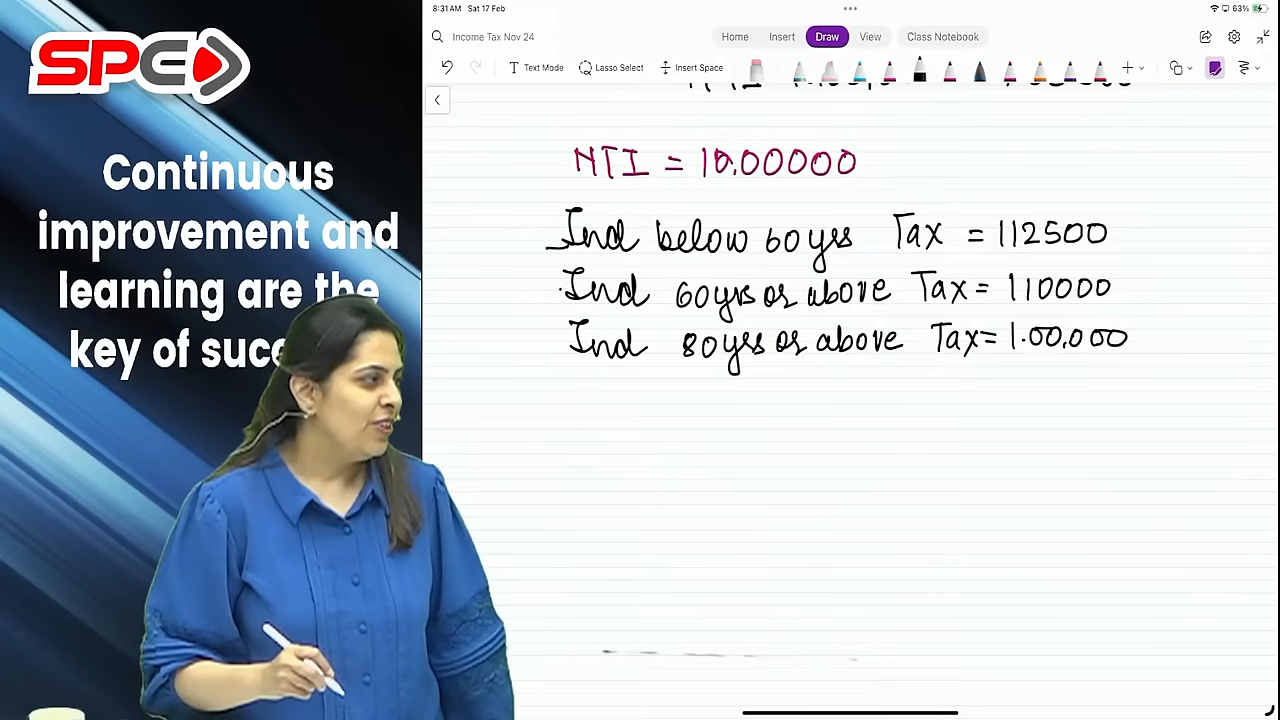 8:31 AM Sat 17 Feb
63%
Income Tax Nov 24
Home Insert Draw View Class Notebook
Text Mode Lasso Select Insert Space
SPC
Continuous
improvement and
learning are the
key of succ
NTI = 10,00000
Ind below 60yrs Tax = 112500
Ind 60yrs or above Tax = 110000
Ind 80yrs or above Tax = 1.00,000